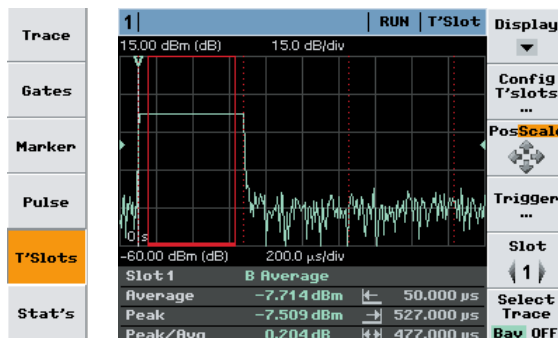 Trace
Gates
Marker
Pulse
T'Slots
Stat's
1 RUN T'Slot
15.00 dBm (dB) 15.0 dB/div
0 s
-60.00 dBm (dB) 200.0 µs/div
Slot 1 B Average
Average -7.714 dBm 50.000 µs
Peak -7.509 dBm 527.000 µs
Peak/Avg 0.204 dB 477.000 µs
Display
Config
T'slots
...
Pos Scale
Trigger
...
Slot
1
Select
Trace
Bav OFF